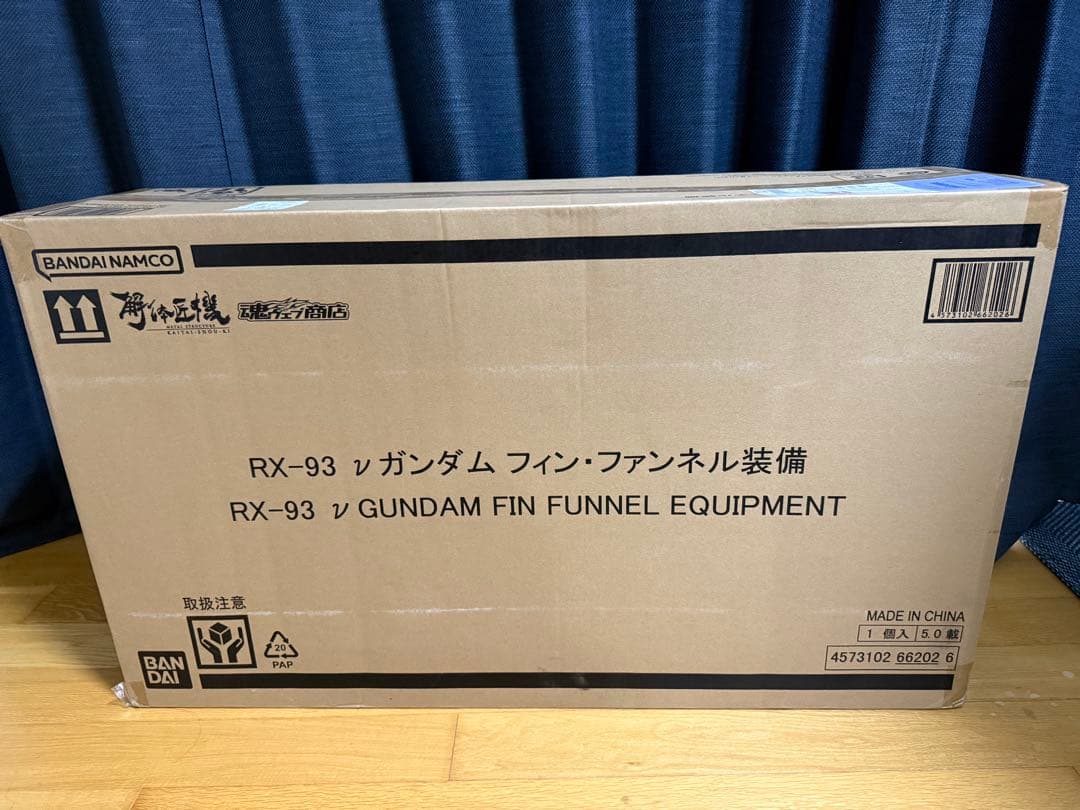 BANDAI NAMCO
解体匠機
METAL STRUCTURE
KAITAI-SHOU-KI
魂ウェブ商店
4573102662026
RX-93 ν ガンダム フィン・ファンネル装備
RX-93 ν GUNDAM FIN FUNNEL EQUIPMENT
取扱注意
20
PAP
BAN
DAI
MADE IN CHINA
1 個入 5.0 載
4573102 66202 6